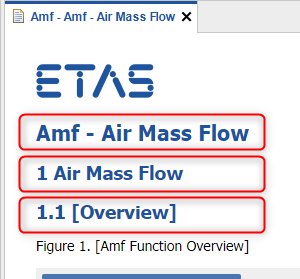 Amf - Amf - Air Mass Flow
ETAS
Amf - Air Mass Flow
1 Air Mass Flow
1.1 [Overview]
Figure 1. [Amf Function Overview]